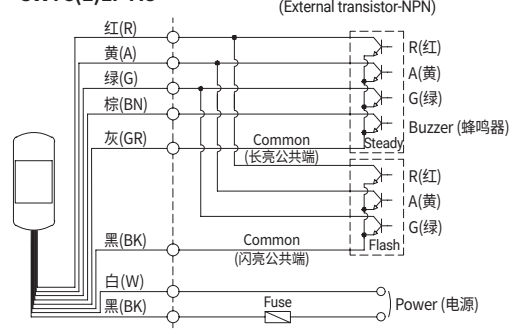 (External transistor-NPN)
红(R)
黄(A)
绿(G)
棕(BN)
灰(GR)
Common
(长亮公共端)
R(红)
A(黄)
G(绿)
Buzzer (蜂鸣器)
Steady
R(红)
A(黄)
G(绿)
Flash
黑(BK)
Common
(闪亮公共端)
白(W)
黑(BK)
Fuse
Power (电源)